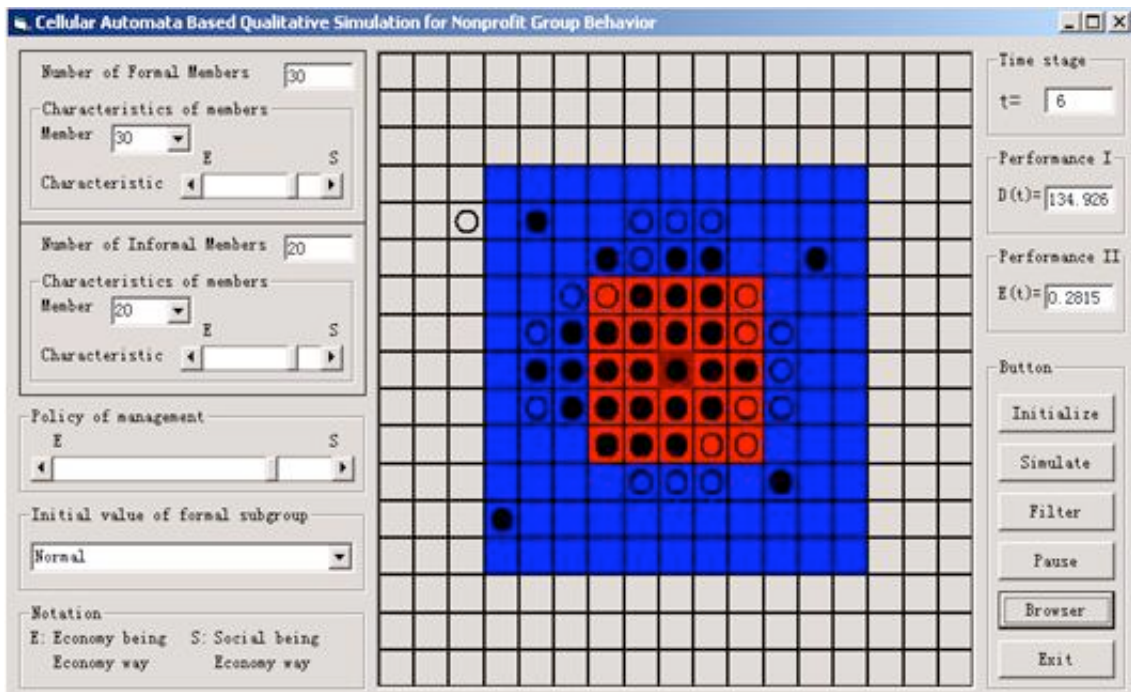 Cellular Automata Based Qualitative Simulation for Nonprofit Group Behavior
Number of Formal Members 30
Characteristics of members
Member 30
E S
Characteristic
Number of Informal Members 20
Characteristics of members
Member 20
E S
Characteristic
Policy of management
E S
Initial value of formal subgroup
Normal
Notation
E: Economy being S: Social being
Economy way Economy way
Time stage
t= 6
Performance I
D(t)= 134.926
Performance II
E(t)= 0.2815
Button
Initialize
Simulate
Filter
Pause
Browser
Exit